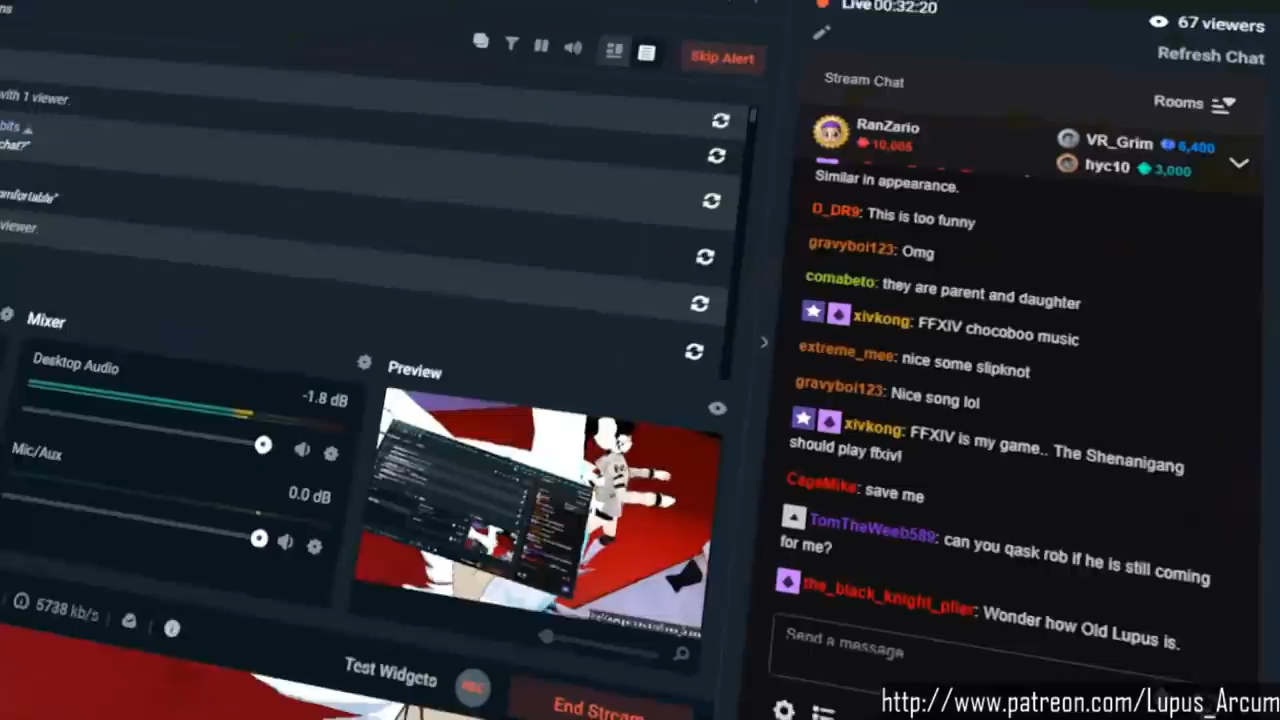 Live 00:32:20
67 viewers
Refresh Chat
Skip Alert
Stream Chat
Rooms
with 1 viewer.
bits
chat?"
omfortable"
viewer.
RanZario
10,005
VR_Grim 6,400
hyc10 3,000
Similar in appearance.
D_DR9: This is too funny
gravyboi123: Omg
comabeto: they are parent and daughter
xivkong: FFXIV chocoboo music
extreme_mee: nice some slipknot
gravyboi123: Nice song lol
xivkong: FFXIV is my game.. The Shenanigang
should play ffxiv!
CageMike: save me
TomTheWeeb589: can you qask rob if he is still coming
for me?
the_black_knight_plier: Wonder how Old Lupus is.
Send a message
Mixer
Desktop Audio
-1.8 dB
Mic/Aux
0.0 dB
Preview
5738 kb/s
Test Widgets
REC
End Stream
http://www.patreon.com/Lupus_Arcum